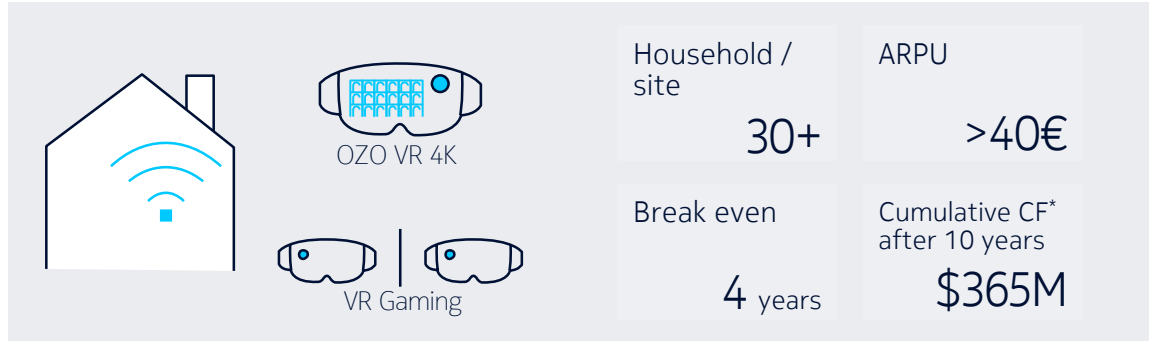 OZO VR 4K
VR Gaming
Household /
site
30+
ARPU
>40€
Break even
4 years
Cumulative CF*
after 10 years
$365M